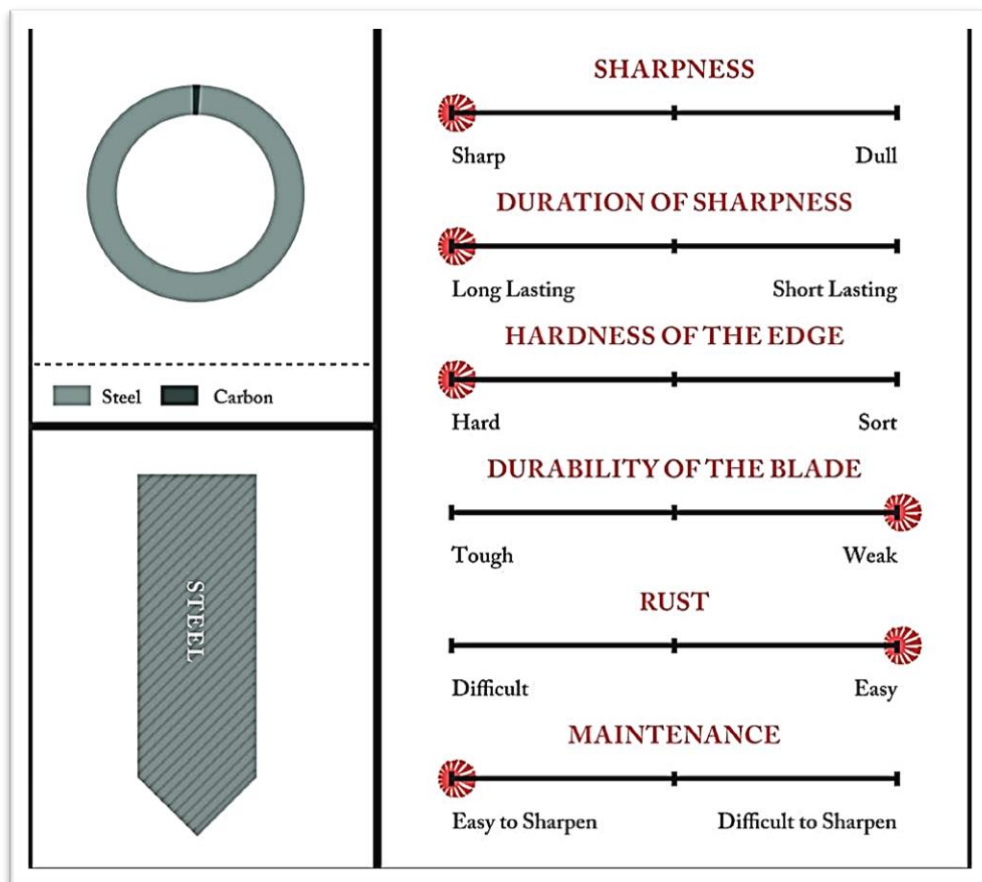 Steel Carbon
STEEL
SHARPNESS
Sharp Dull
DURATION OF SHARPNESS
Long Lasting Short Lasting
HARDNESS OF THE EDGE
Hard Sort
DURABILITY OF THE BLADE
Tough Weak
RUST
Difficult Easy
MAINTENANCE
Easy to Sharpen Difficult to Sharpen